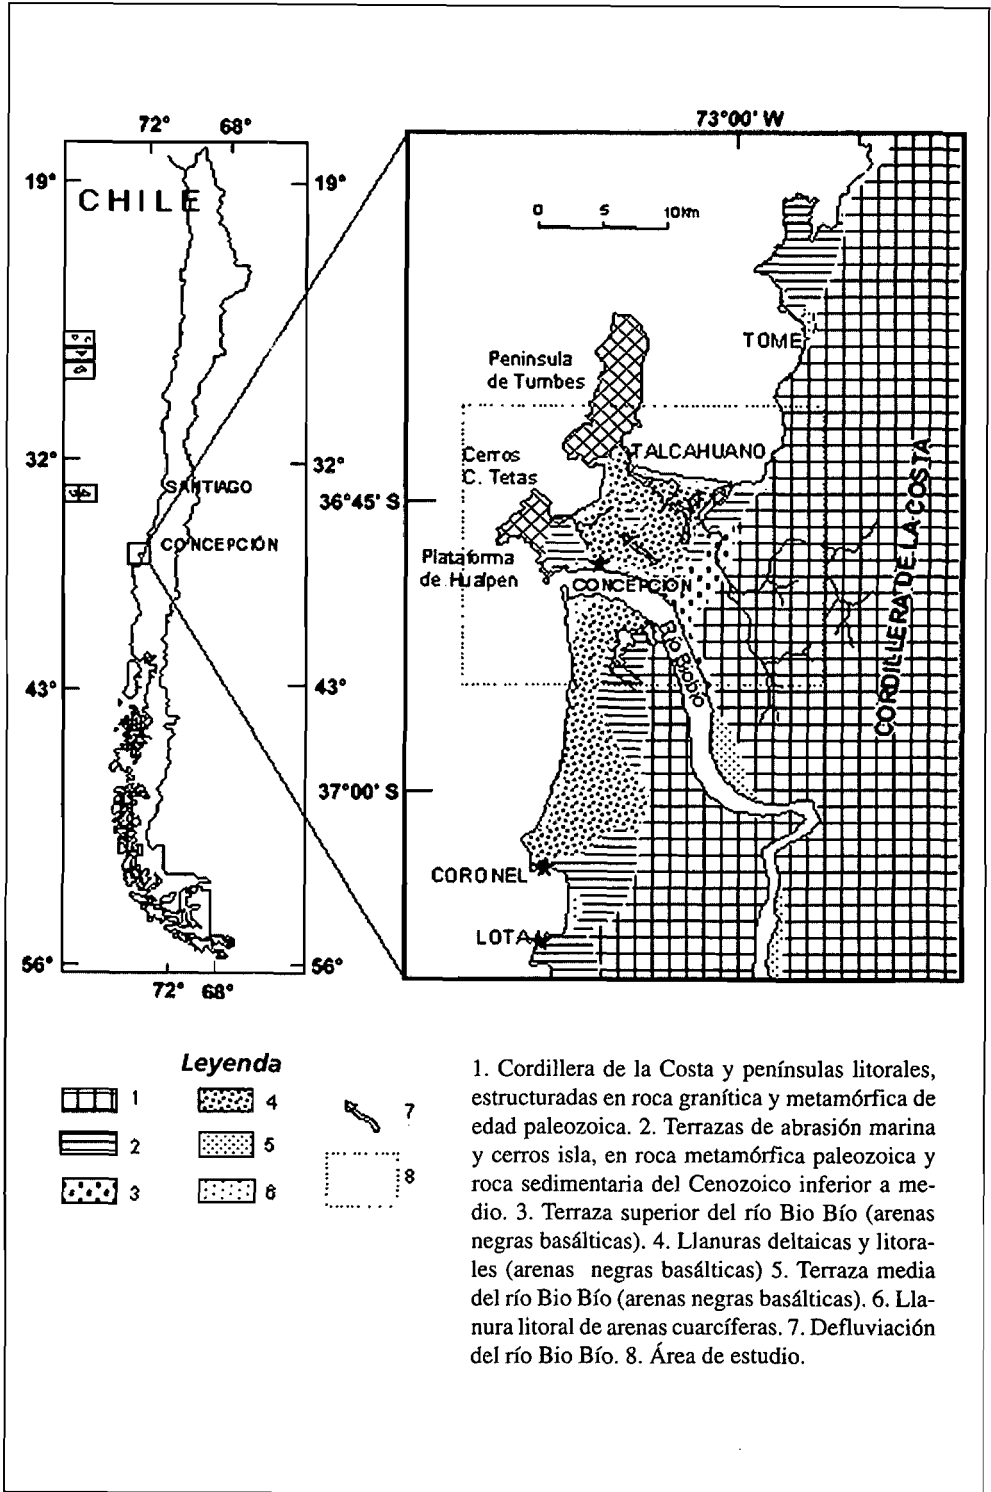 72° 68°
19° 19°
CHILE
32° 32°
SANTIAGO
CONCEPCIÓN
43° 43°
56° 56°
72° 68°
73°00' W
0 5 10km
TOME
Peninsula
de Tumbes
TALCAHUANO
Cerros
C. Tetas
36°45' S
Plataforma
de Hualpen
CONCEPCIÓN
Rio Bobio
CORDILLERA DE LA COSTA
37°00' S
CORONEL
LOTA
Leyenda
1 4 7
2 5 8
3 6
1. Cordillera de la Costa y penínsulas litorales,
estructuradas en roca granítica y metamórfica de
edad paleozoica. 2. Terrazas de abrasión marina
y cerros isla, en roca metamórfica paleozoica y
roca sedimentaria del Cenozoico inferior a me-
dio. 3. Terraza superior del río Bio Bío (arenas
negras basálticas). 4. Llanuras deltaicas y litora-
les (arenas negras basálticas) 5. Terraza media
del río Bio Bío (arenas negras basálticas). 6. Lla-
nura litoral de arenas cuarcíferas. 7. Defluviación
del río Bio Bío. 8. Área de estudio.